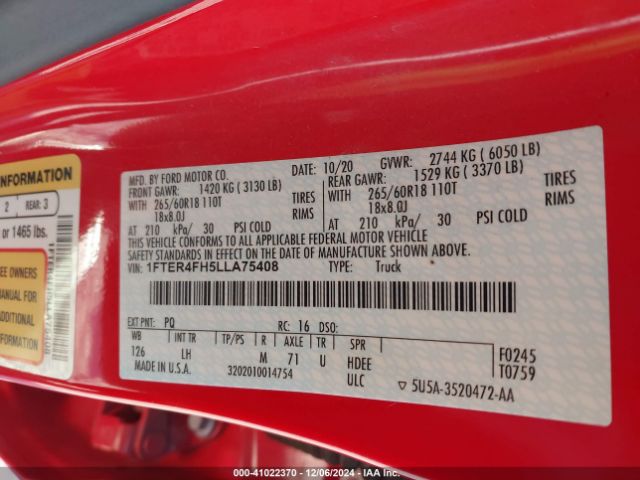 NFORMATION
2 REAR: 3
or 1465 lbs.
EE OWNERS
MANUAL FOR
ADDITIONAL
NFORMATION
MFD. BY FORD MOTOR CO.
DATE: 10/20 GVWR: 2744 KG ( 6050 LB)
FRONT GAWR: 1420 KG ( 3130 LB)
REAR GAWR: 1529 KG ( 3370 LB)
WITH 265/60R18 110T TIRES
18x8.0J RIMS
WITH 265/60R18 110T TIRES
18x8.0J RIMS
AT 210 kPa/ 30 PSI COLD
AT 210 kPa/ 30 PSI COLD
THIS VEHICLE CONFORMS TO ALL APPLICABLE FEDERAL MOTOR VEHICLE
SAFETY STANDARDS IN EFFECT ON THE DATE OF MANUFACTURE SHOWN ABOVE.
VIN: 1FTER4FH5LLA75408 TYPE: Truck
EXT PNT: PQ RC: 16 DSO:
WB INT TR TP/PS R AXLE TR SPR
126 LH M 71 U HDEE
F0245
MADE IN U.S.A. 3202010014754 ULC
T0759
▽ 5U5A-3520472-AA
000-41022370 - 12/06/2024 - IAA Inc.